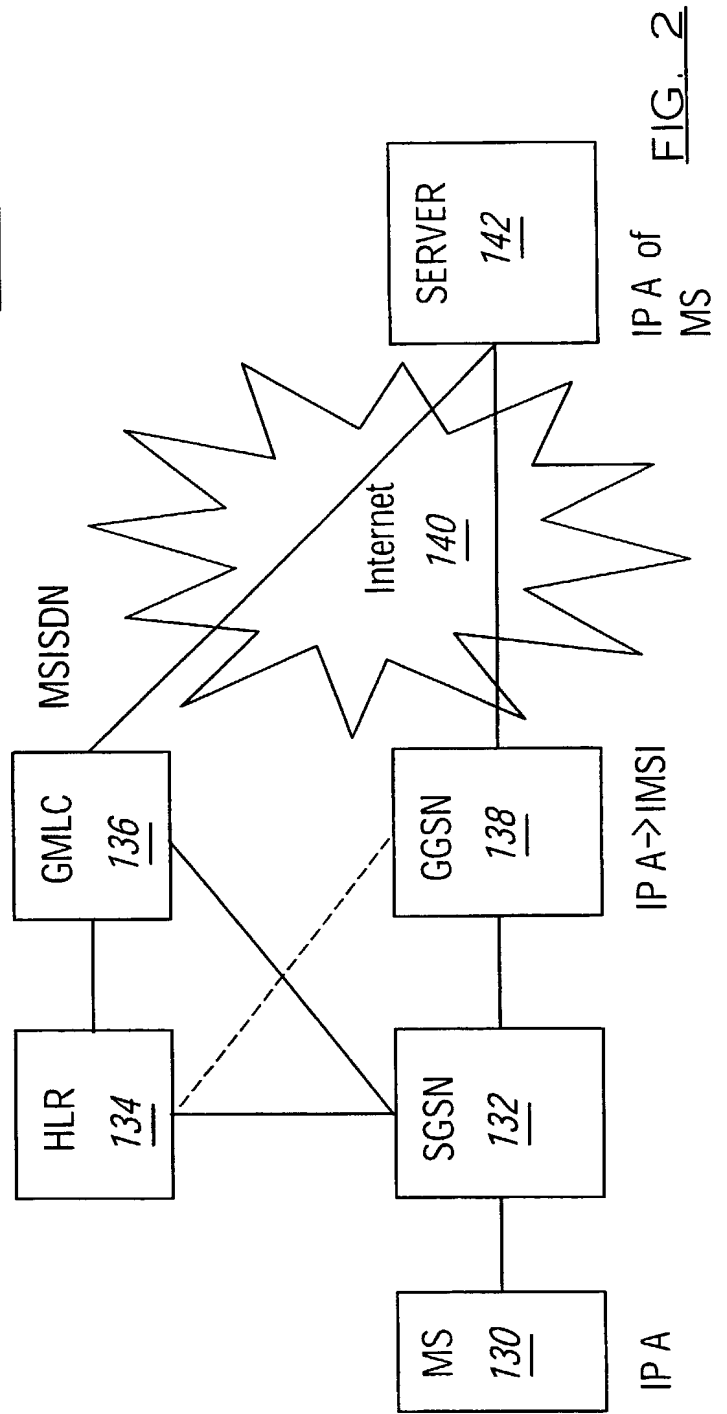 HLR
134
GMLC
136
MSISDN
MS
130
IP A
SGSN
132
GGSN
138
IP A->IMSI
Internet
140
SERVER
142
IP A of
MS
FIG. 2